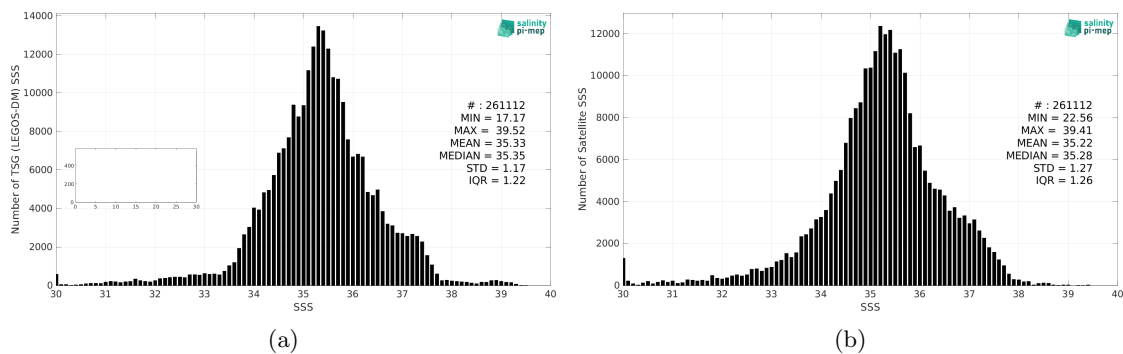 14000
12000
10000
8000
6000
4000
2000
0
Number of TSG (LEGOS-DM) SSS
salinity
pi-mep
# : 261112
MIN = 17.17
MAX = 39.52
MEAN = 35.33
MEDIAN = 35.35
STD = 1.17
IQR = 1.22
400
200
0
0 5 10 15 20 25 30
30 31 32 33 34 35 36 37 38 39 40
SSS
(a)
12000
10000
8000
6000
4000
2000
0
Number of Satellite SSS
salinity
pi-mep
# : 261112
MIN = 22.56
MAX = 39.41
MEAN = 35.22
MEDIAN = 35.28
STD = 1.27
IQR = 1.26
30 31 32 33 34 35 36 37 38 39 40
SSS
(b)